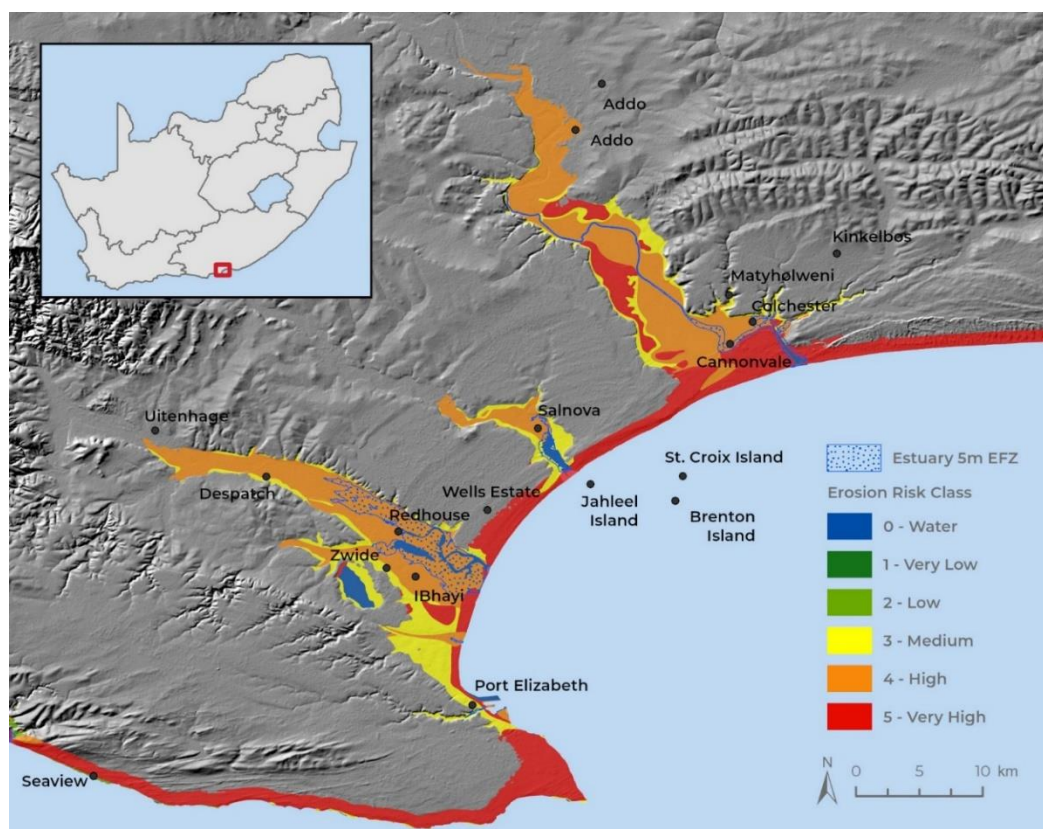 Addo
Addo
Kinkelbos
Matyholweni
Colchester
Cannonvale
Salnova
Uitenhage
St. Croix Island
Despatch
Wells Estate
Jahleel
Island
Brenton
Island
Redhouse
Zwide
IBhayi
Port Elizabeth
Seaview
Estuary 5m EFZ
Erosion Risk Class
0 - Water
1 - Very Low
2 - Low
3 - Medium
4 - High
5 - Very High
N
0 5 10 km